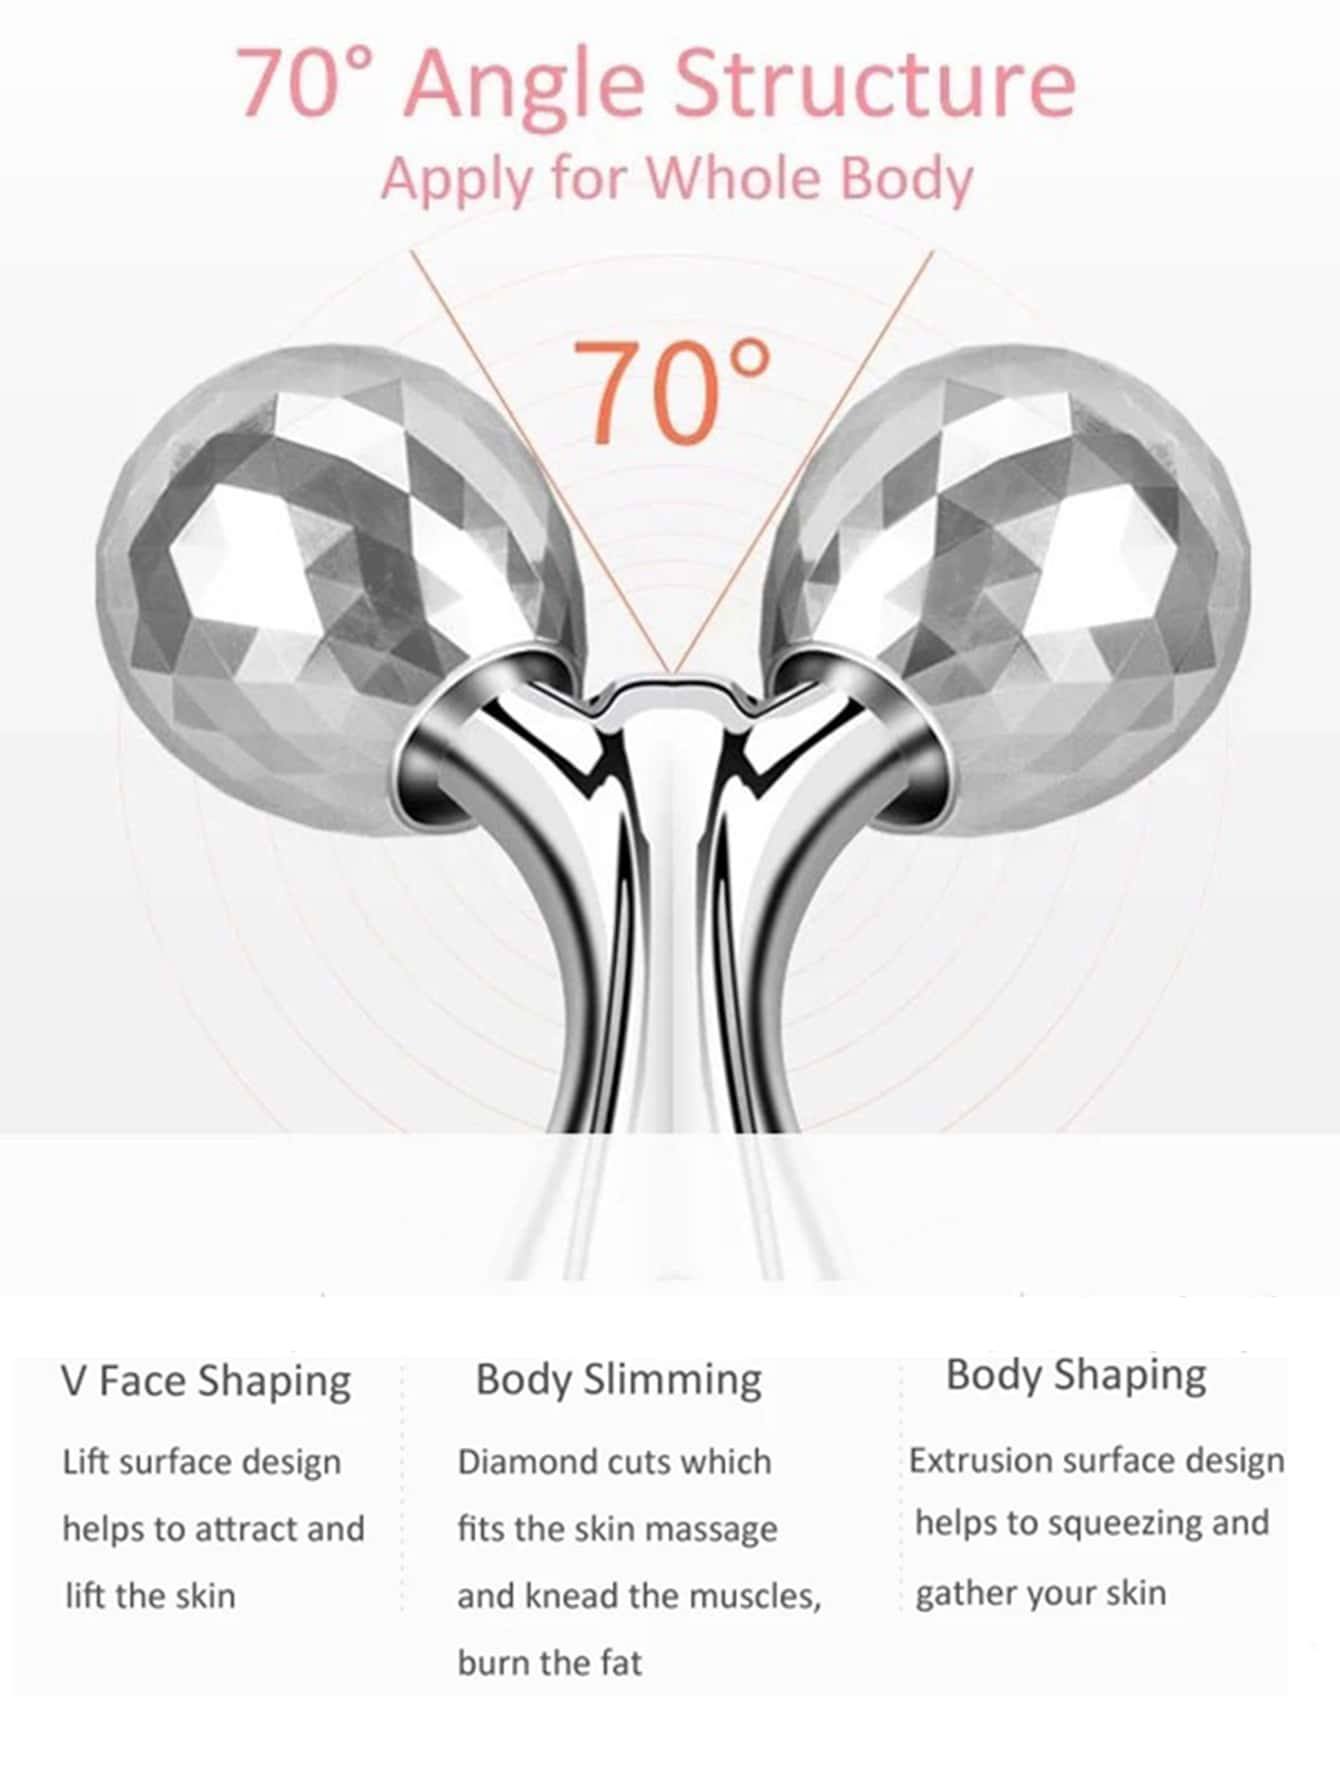 70° Angle Structure
Apply for Whole Body
70°
V Face Shaping
Lift surface design
helps to attract and
lift the skin
Body Slimming
Diamond cuts which
fits the skin massage
and knead the muscles,
burn the fat
Body Shaping
Extrusion surface design
helps to squeezing and
gather your skin